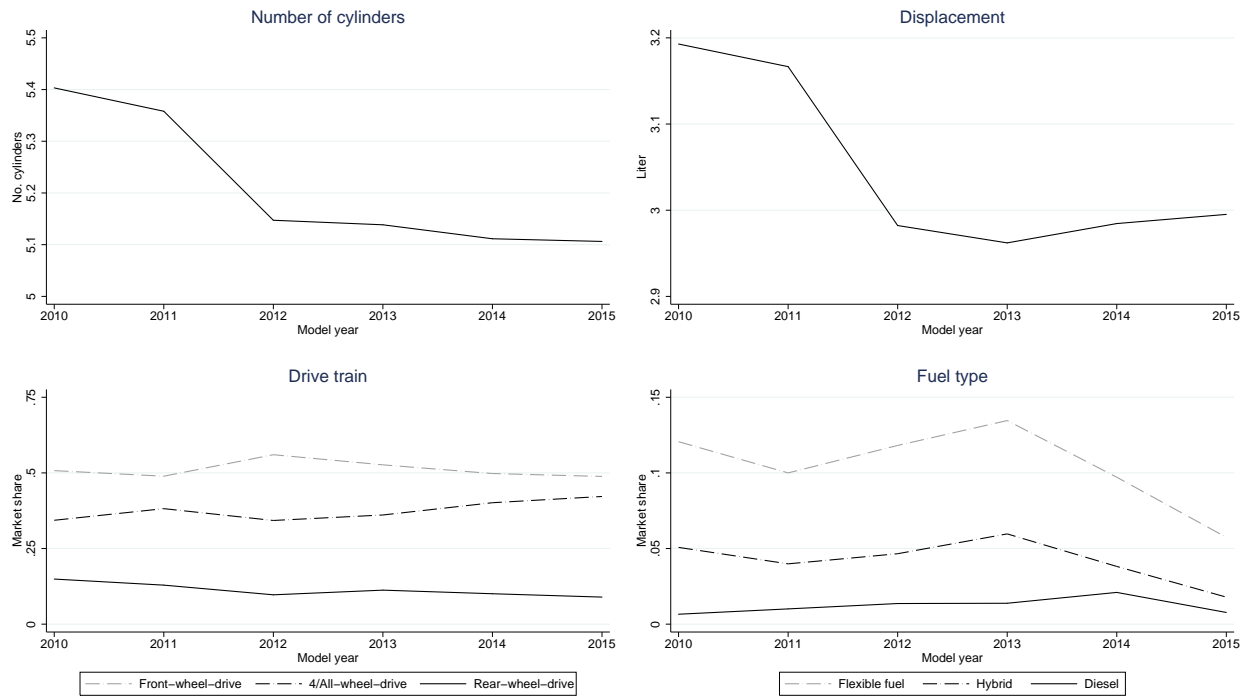 Number of cylinders
No. cylinders
5.5
5.4
5.3
5.2
5.1
5
2010 2011 2012 2013 2014 2015
Model year
Displacement
Liter
3.2
3.1
3
2.9
2010 2011 2012 2013 2014 2015
Model year
Drive train
Market share
.75
.5
.25
0
2010 2011 2012 2013 2014 2015
Model year
Front-wheel-drive 4/All-wheel-drive Rear-wheel-drive
Fuel type
Market share
.15
.1
.05
0
2010 2011 2012 2013 2014 2015
Model year
Flexible fuel Hybrid Diesel